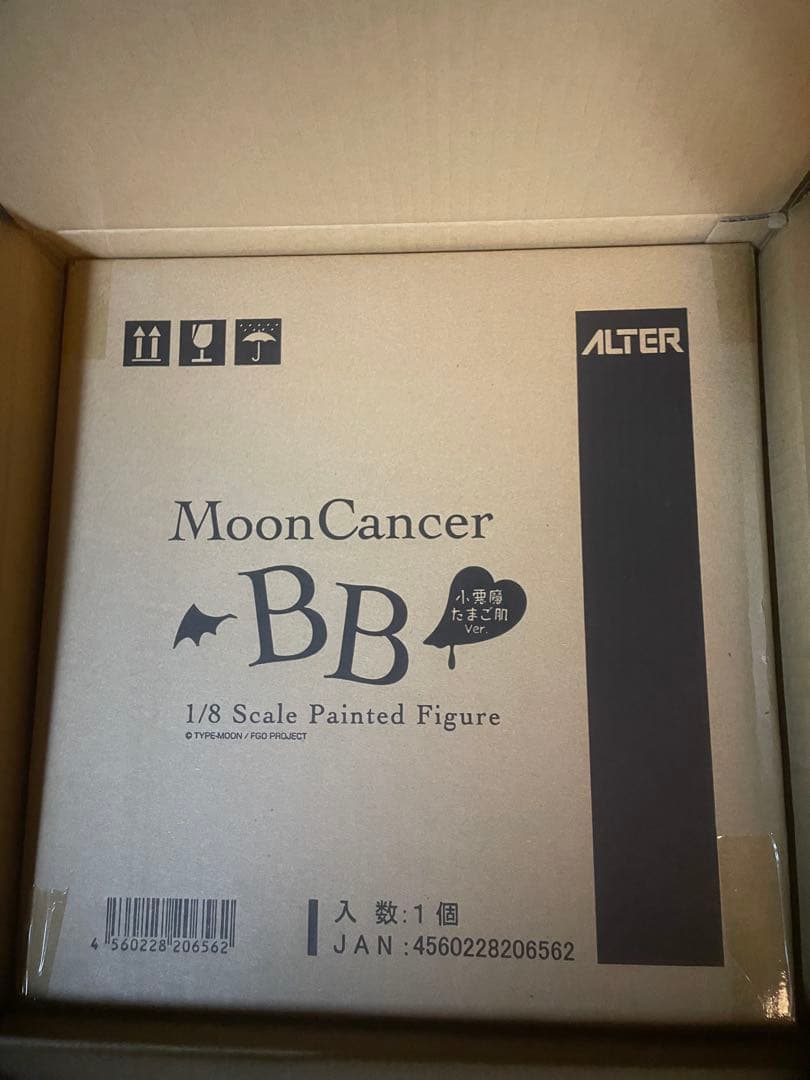 ALTER
MoonCancer
BB
小悪魔
たまご肌
Ver.
1/8 Scale Painted Figure
© TYPE-MOON / FGO PROJECT
4 560228 206562
入 数:1 個
JAN:4560228206562